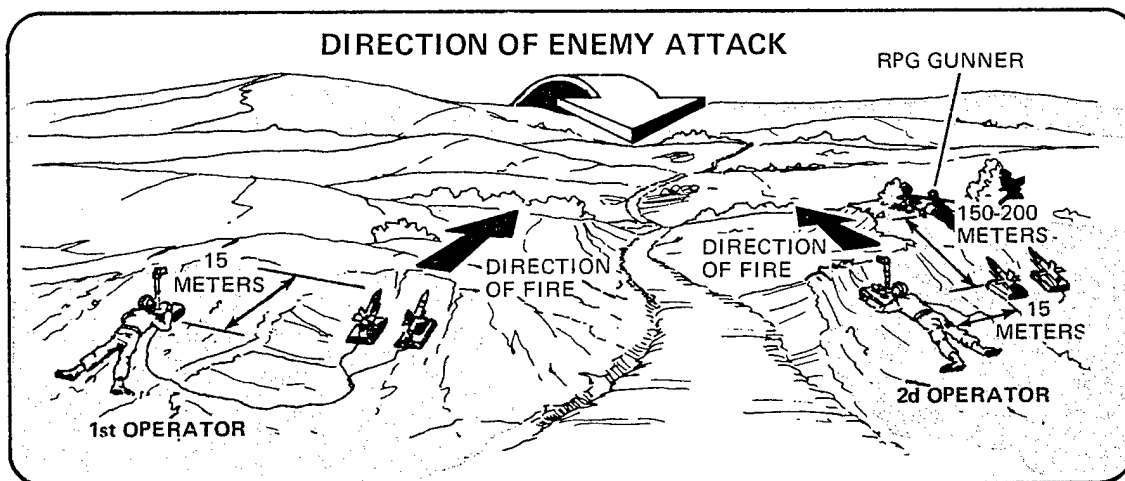 DIRECTION OF ENEMY ATTACK
RPG GUNNER
150-200
METERS
15
METERS
DIRECTION
OF FIRE
DIRECTION
OF FIRE
15
METERS
1st OPERATOR
2d OPERATOR